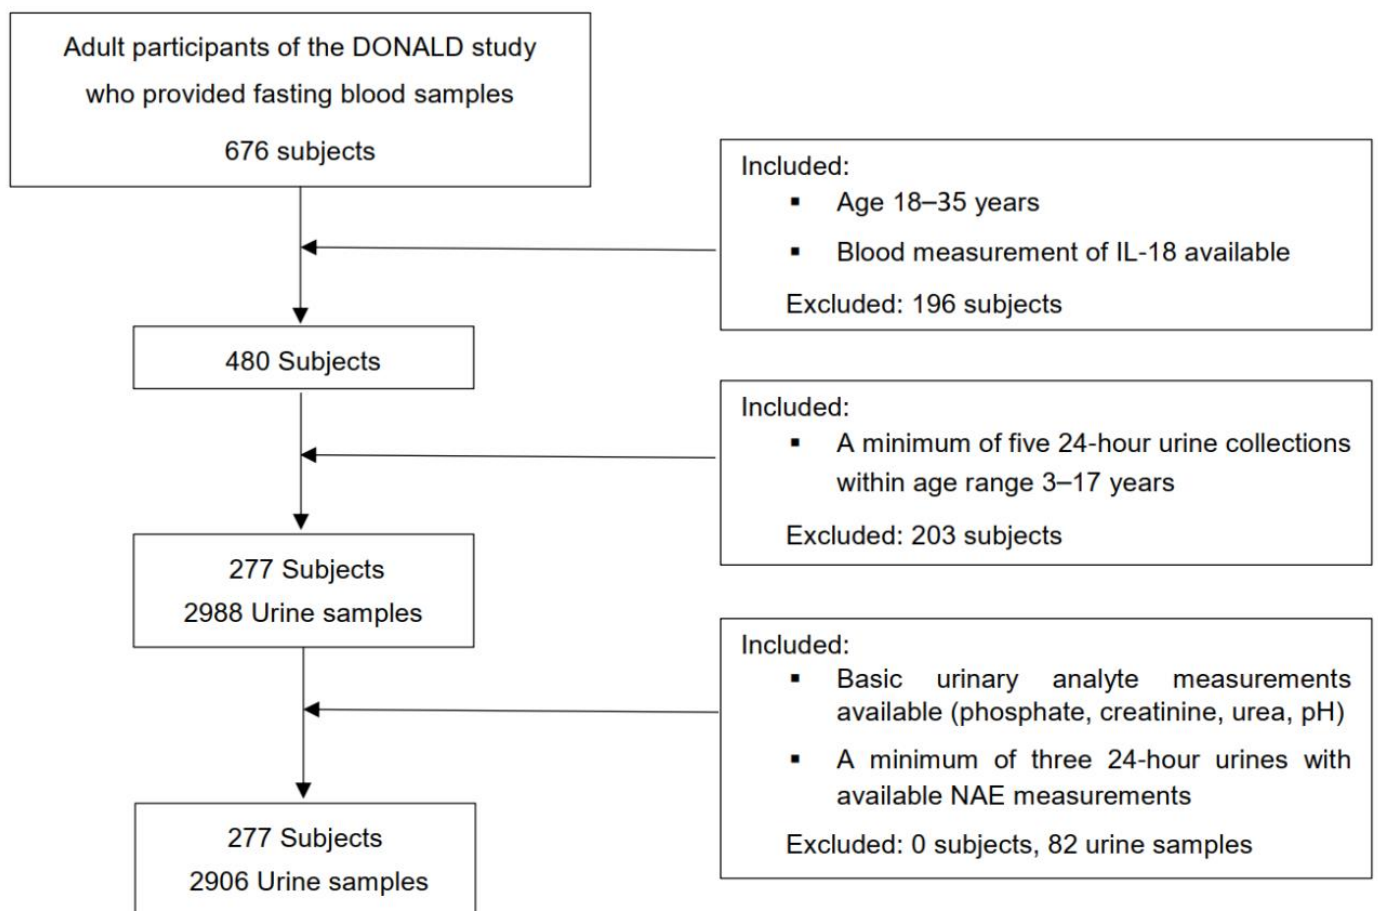 Adult participants of the DONALD study
who provided fasting blood samples
676 subjects
Included:
▪ Age 18–35 years
▪ Blood measurement of IL-18 available
Excluded: 196 subjects
480 Subjects
Included:
▪ A minimum of five 24-hour urine collections
within age range 3–17 years
Excluded: 203 subjects
277 Subjects
2988 Urine samples
Included:
▪ Basic urinary analyte measurements
available (phosphate, creatinine, urea, pH)
▪ A minimum of three 24-hour urines with
available NAE measurements
Excluded: 0 subjects, 82 urine samples
277 Subjects
2906 Urine samples